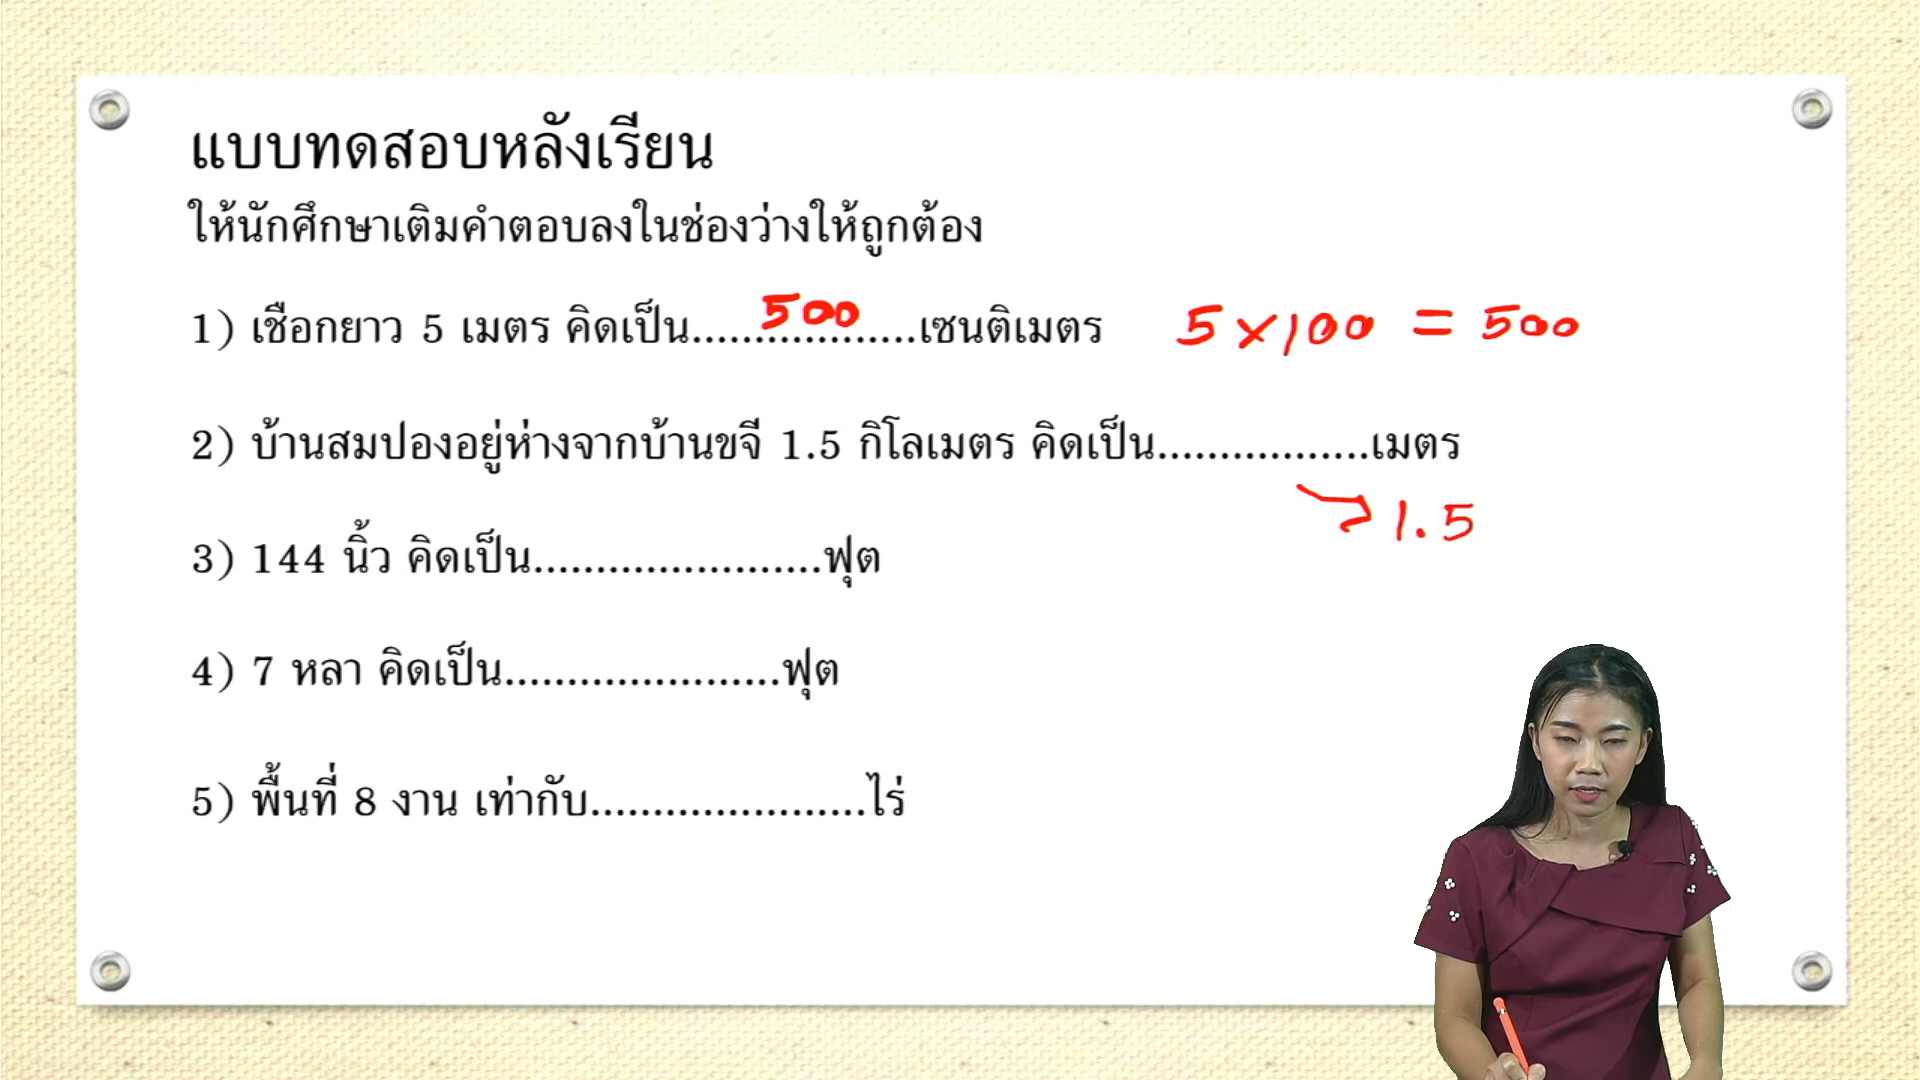 แบบทดสอบหลังเรียน
ให้นักศึกษาเติมคำตอบลงในช่องว่างให้ถูกต้อง
1) เชือกยาว 5 เมตร คิดเป็น.......500...........เซนติเมตร 5 × 100 = 500
2) บ้านสมปองอยู่ห่างจากบ้านขจี 1.5 กิโลเมตร คิดเป็น.................เมตร
1.5
3) 144 นิ้ว คิดเป็น.......................ฟุต
4) 7 หลา คิดเป็น......................ฟุต
5) พื้นที่ 8 งาน เท่ากับ......................ไร่